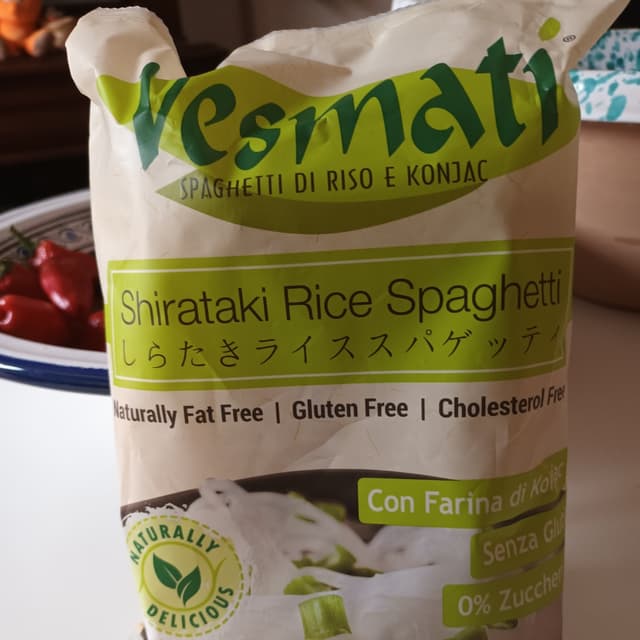 vesmati®
SPAGHETTI DI RISO E KONJAC
Shirataki Rice Spaghetti
しらたきライススパゲッティ
Naturally Fat Free | Gluten Free | Cholesterol Free
Con Farina di
Senza
0%
NATURALLY
DELICIOUS